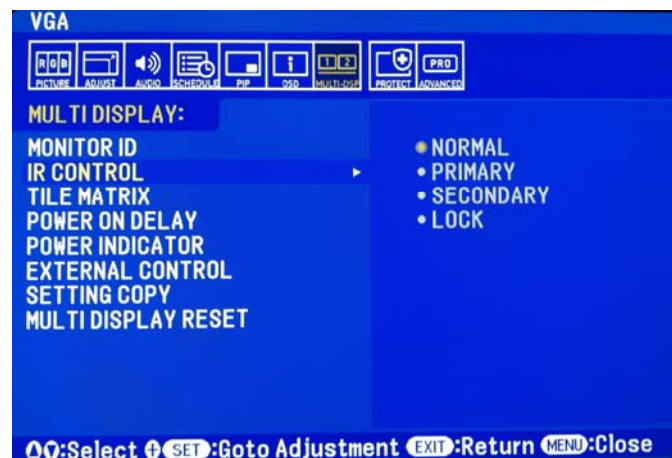 VGA
RGB
PICTURE ADJUST AUDIO SCHEDULE PIP OSD MULTI-DSP PROTECT ADVANCED
1 2
PRO
MULTI DISPLAY:
MONITOR ID
IR CONTROL
TILE MATRIX
POWER ON DELAY
POWER INDICATOR
EXTERNAL CONTROL
SETTING COPY
MULTI DISPLAY RESET
NORMAL
PRIMARY
SECONDARY
LOCK
:Select SET:Goto Adjustment EXIT:Return MENU:Close